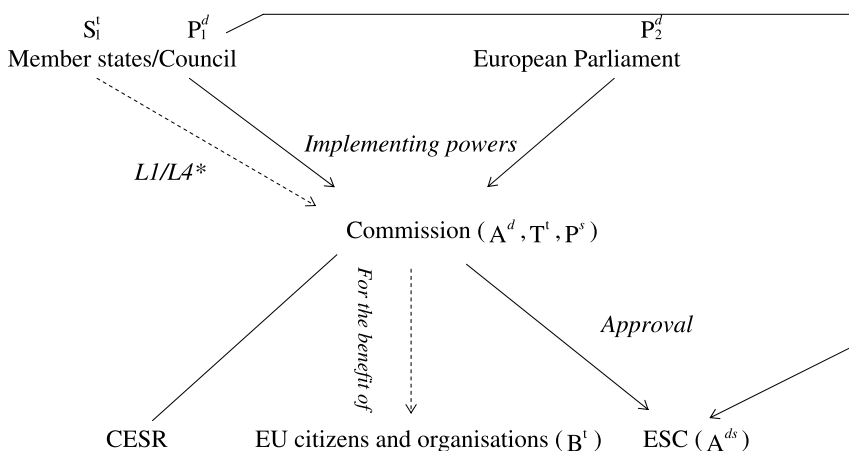 S₁ᵗ P₁ᵈ P₂ᵈ
Member states/Council European Parliament
Implementing powers
L1/L4*
Commission (Aᵈ, Tᵗ, Pˢ)
For the benefit of
Approval
CESR EU citizens and organisations (Bᵗ) ESC (Aᵈˢ)